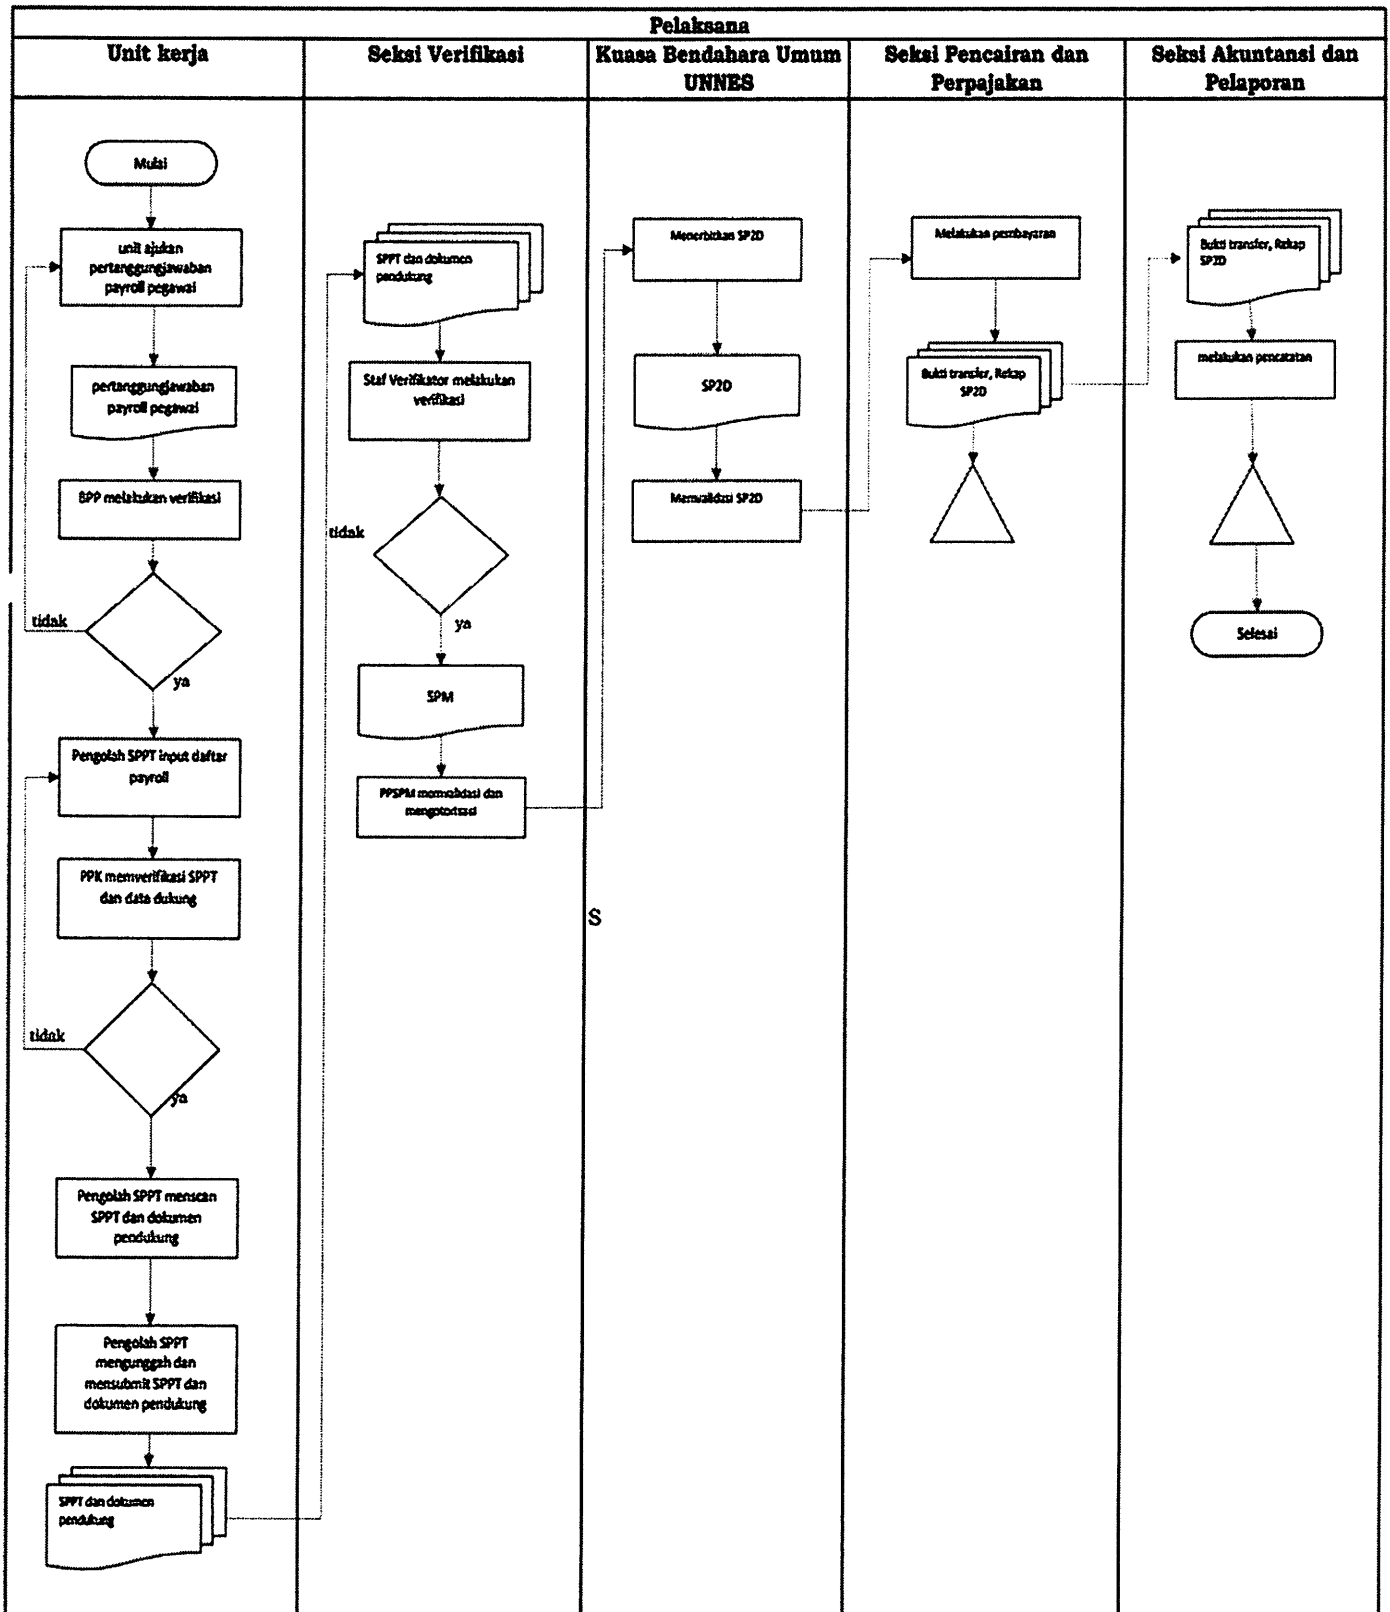 Pelaksana
Unit kerja
Seksi Verifikasi
Kuasa Bendahara Umum
UNNES
Seksi Pencairan dan
Perpajakan
Seksi Akuntansi dan
Pelaporan
Mulai
unit ajukan
pertanggungjawaban
payroll pegawai
pertanggungjawaban
payroll pegawai
BPP melakukan verifikasi
tidak
ya
Pengolah SPPT input daftar
payroll
PPK memverifikasi SPPT
dan data dukung
tidak
ya
Pengolah SPPT menscan
SPPT dan dokumen
pendukung
Pengolah SPPT
mengunggah dan
mensubmit SPPT dan
dokumen pendukung
SPPT dan dokumen
pendukung
SPPT dan dokumen
pendukung
Staf Verifikator melakukan
verifikasi
tidak
ya
SPM
PPSPM memvalidasi dan
mengotorisasi
Menerbitkan SP2D
SP2D
Memvalidasi SP2D
S
Melakukan pembayaran
Bukti transfer, Rekap
SP2D
Bukti transfer, Rekap
SP2D
melakukan pencatatan
Selesai